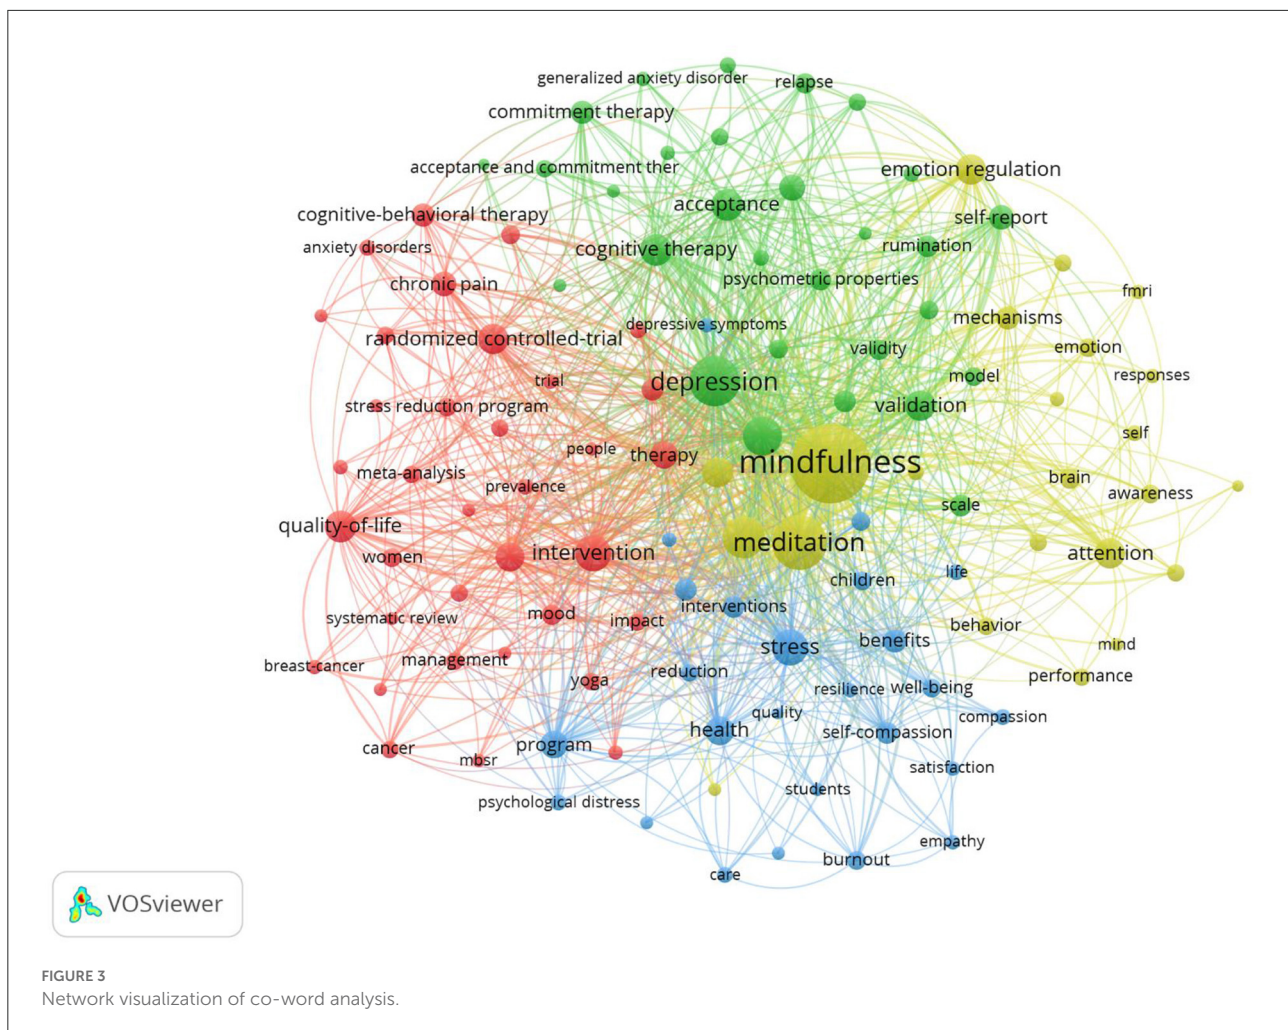 generalized anxiety disorder
relapse
commitment therapy
acceptance and commitment ther
emotion regulation
acceptance
cognitive-behavioral therapy
self-report
anxiety disorders
cognitive therapy
rumination
chronic pain
psychometric properties
fmri
mechanisms
depressive symptoms
randomized controlled-trial
validity
emotion
trial
depression
model
responses
stress reduction program
validation
self
people
therapy
mindfulness
meta-analysis
prevalence
brain
awareness
scale
quality-of-life
women
intervention
meditation
attention
children
life
systematic review
mood
impact
interventions
behavior
breast-cancer
management
yoga
reduction
stress
benefits
mind
performance
resilience
well-being
cancer
mbsr
program
health
quality
self-compassion
compassion
satisfaction
psychological distress
students
empathy
burnout
care
VOSviewer
FIGURE 3
Network visualization of co-word analysis.